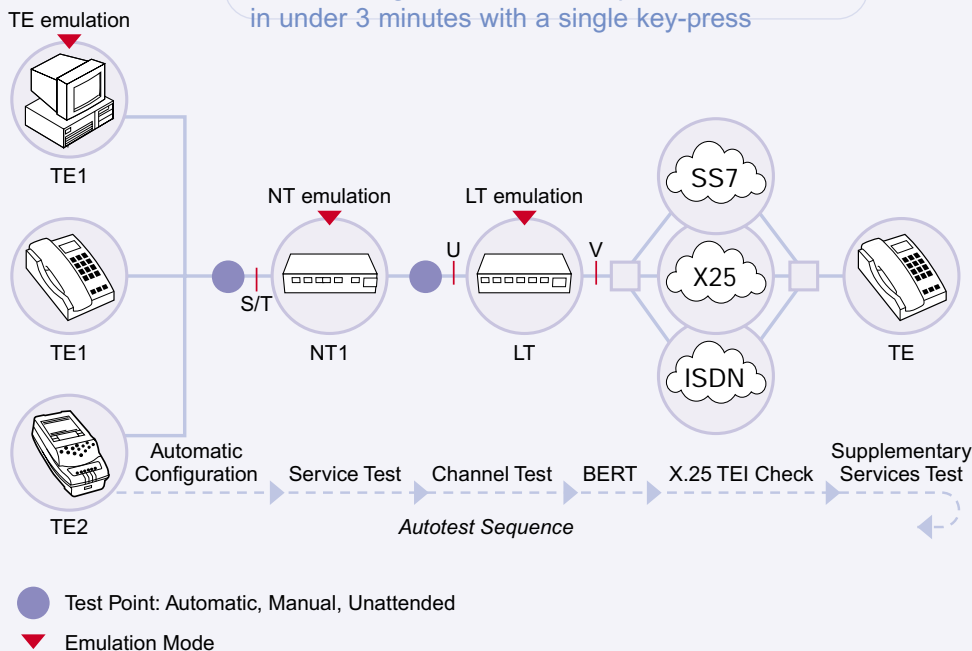 in under 3 minutes with a single key-press
TE emulation
TE1
NT emulation
LT emulation
SS7
U
V
X25
S/T
TE1
NT1
LT
TE
ISDN
Automatic
Configuration
Service Test
Channel Test
BERT
X.25 TEI Check
Supplementary
Services Test
TE2
Autotest Sequence
Test Point: Automatic, Manual, Unattended
Emulation Mode